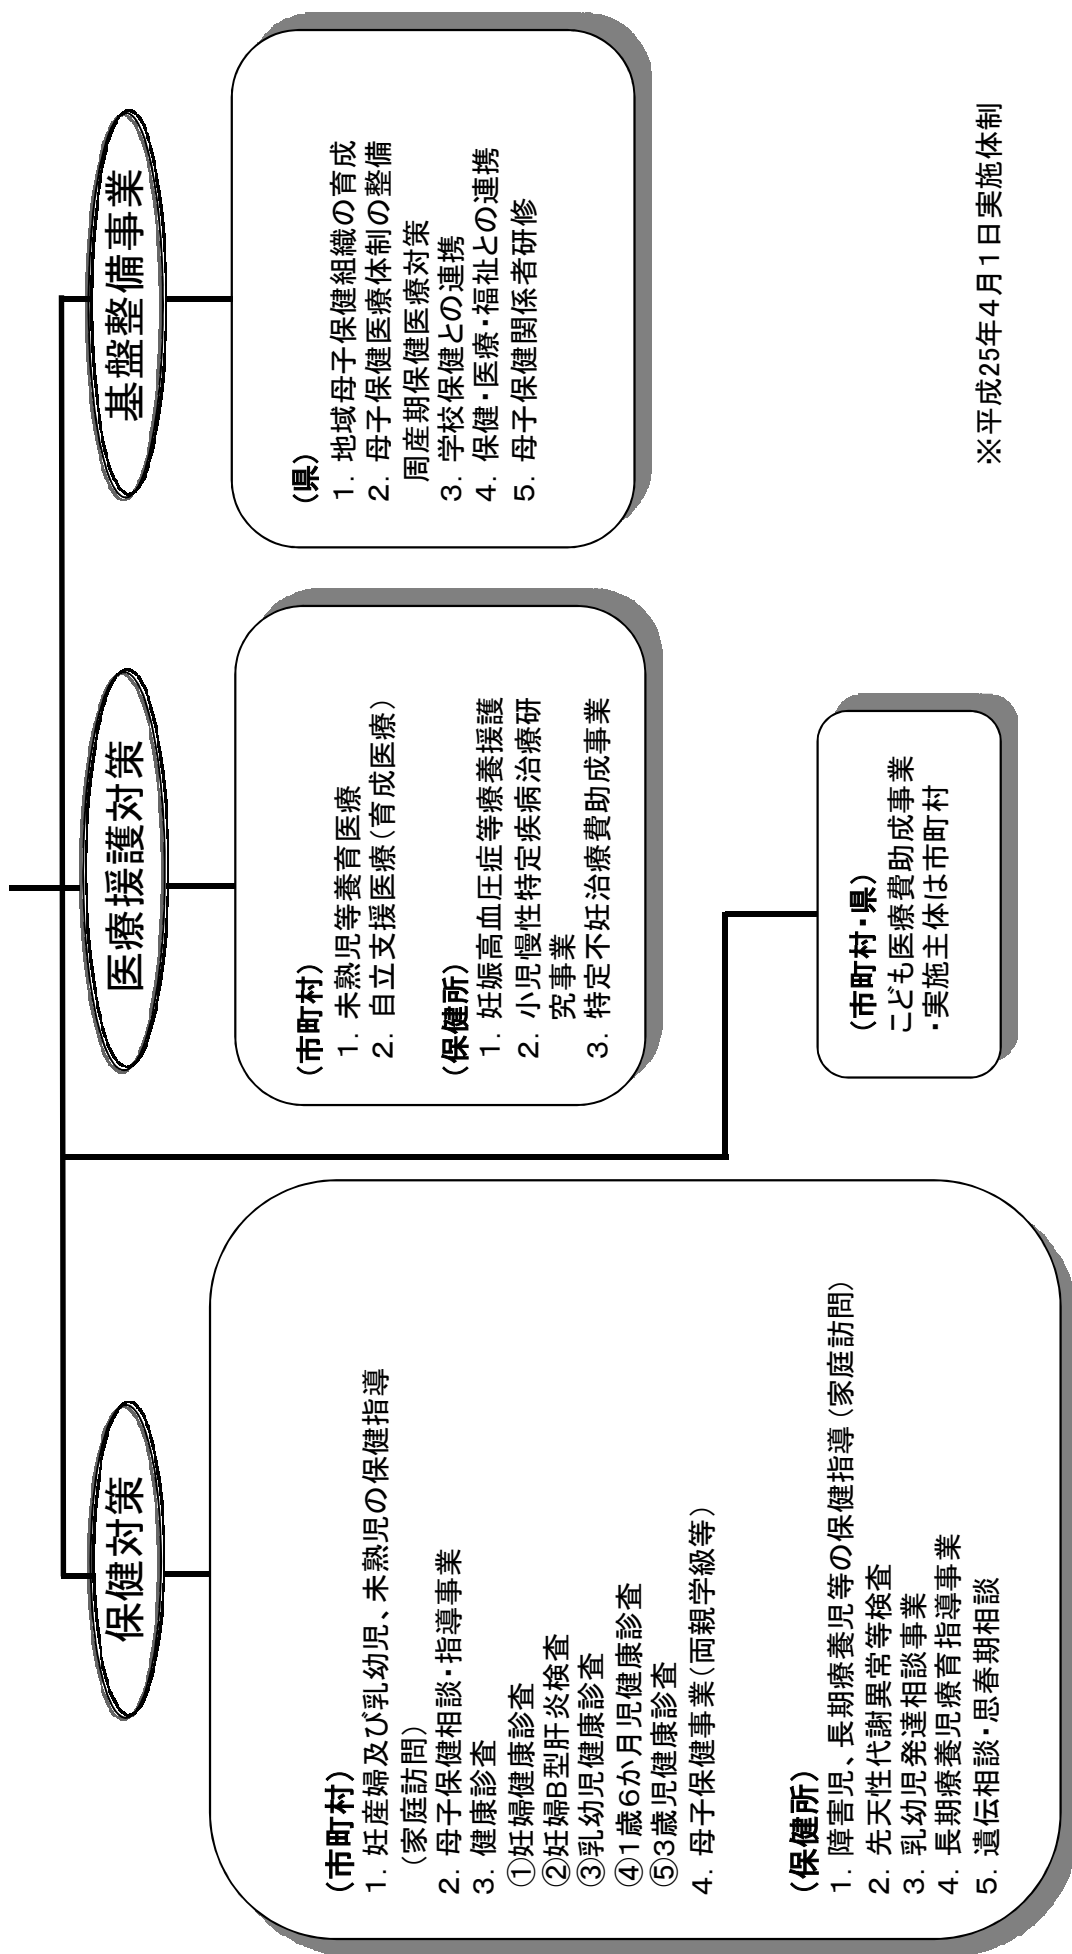 保健対策
(市町村)
1. 妊産婦及び乳幼児、未熟児の保健指導
(家庭訪問)
2. 母子保健相談・指導事業
3. 健康診査
①妊婦健康診査
②妊婦B型肝炎検査
③乳幼児健康診査
④1歳6か月児健康診査
⑤3歳児健康診査
4. 母子保健事業(両親学級等)
(保健所)
1. 障害児、長期療養児等の保健指導(家庭訪問)
2. 先天性代謝異常等検査
3. 乳幼児発達相談事業
4. 長期療養児療育指導事業
5. 遺伝相談・思春期相談
医療援護対策
(市町村)
1. 未熟児等養育医療
2. 自立支援医療(育成医療)
(保健所)
1. 妊娠高血圧症等療養援護
2. 小児慢性特定疾病治療研
究事業
3. 特定不妊治療費助成事業
(市町村・県)
こども医療費助成事業
・実施主体は市町村
基盤整備事業
(県)
1. 地域母子保健組織の育成
2. 母子保健医療体制の整備
周産期保健医療対策
3. 学校保健との連携
4. 保健・医療・福祉との連携
5. 母子保健関係者研修
※平成25年4月1日実施体制